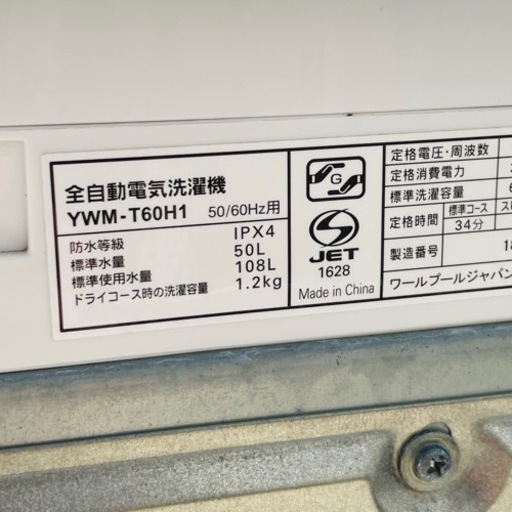 全自動電気洗濯機
YWM-T60H1 50/60Hz用
防水等級 IPX4
標準水量 50L
標準使用水量 108L
ドライコース時の洗濯容量 1.2kg
G
JET
1628
Made in China
定格電圧・周波数
定格消費電力
標準洗濯容量
定格時間 標準コース
34分
製造番号 18
ワールプールジャパン